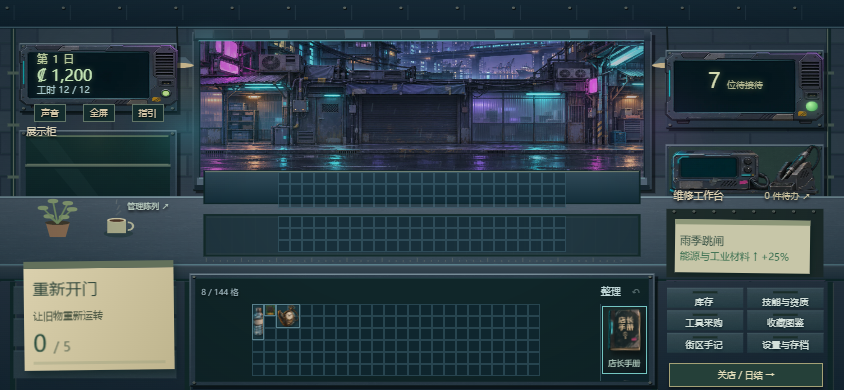 第 1 日
₡ 1,200
工时 12 / 12
声音
全屏
指引
展示柜
管理陈列 ↗
重新开门
让旧物重新运转
0 / 5
8 / 144 格
整理
店长手册
店长手册
7 位待接待
维修工作台
0 件待办 ↗
雨季跳闸
能源与工业材料 ↑ +25%
库存
技能与资质
工具采购
收藏图鉴
街区手记
设置与存档
关店 / 日结 →